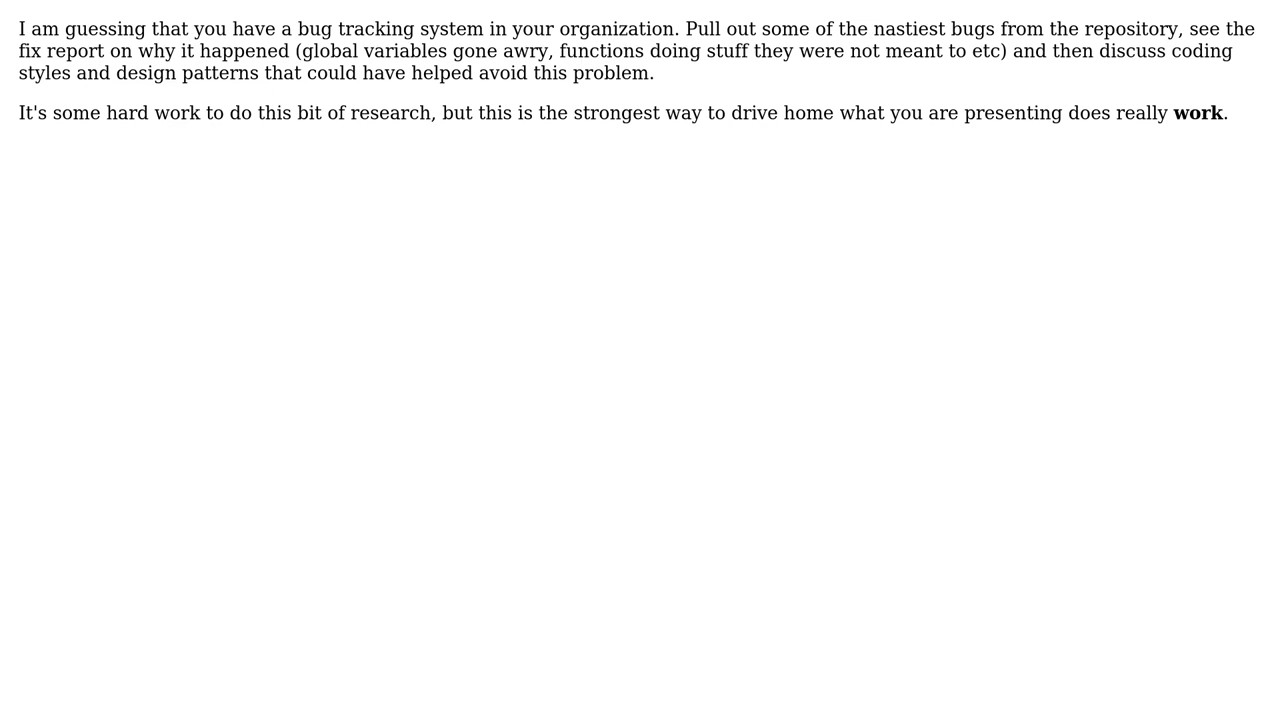 I am guessing that you have a bug tracking system in your organization. Pull out some of the nastiest bugs from the repository, see the
fix report on why it happened (global variables gone awry, functions doing stuff they were not meant to etc) and then discuss coding
styles and design patterns that could have helped avoid this problem.
It's some hard work to do this bit of research, but this is the strongest way to drive home what you are presenting does really work.